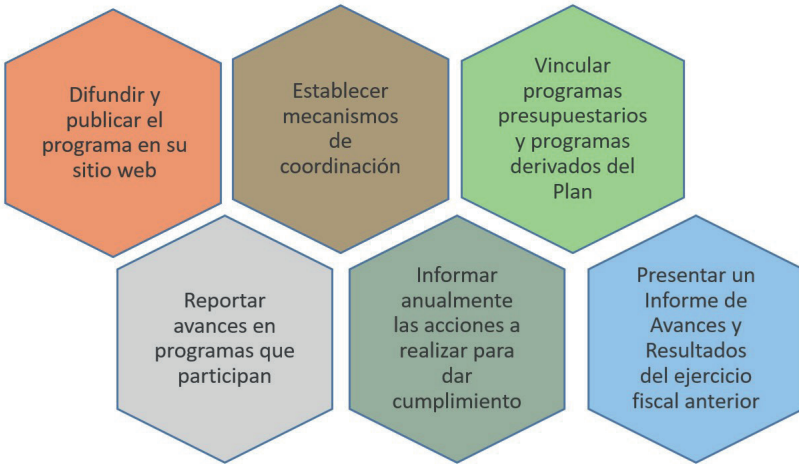 Difundir y
publicar el
programa en su
sitio web
Establecer
mecanismos
de
coordinación
Vincular
programas
presupuestarios
y programas
derivados del
Plan
Reportar
avances en
programas que
participan
Informar
anualmente
las acciones a
realizar para
dar
cumplimiento
Presentar un
Informe de
Avances y
Resultados
del ejercicio
fiscal anterior